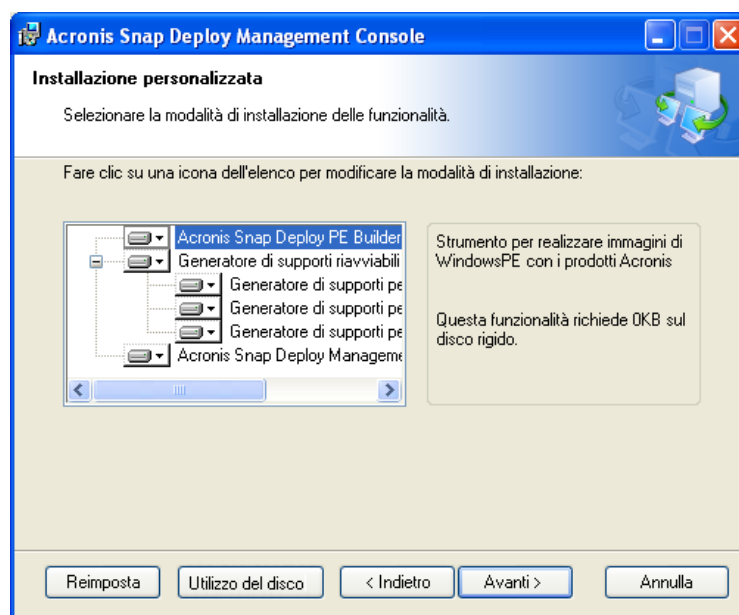 Acronis Snap Deploy Management Console
Installazione personalizzata
Selezionare la modalità di installazione delle funzionalità.
Fare clic su una icona dell'elenco per modificare la modalità di installazione:
Acronis Snap Deploy PE Builder
Generatore di supporti riavviabili
Generatore di supporti pe
Generatore di supporti pe
Generatore di supporti pe
Acronis Snap Deploy Manageme
Strumento per realizzare immagini di
WindowsPE con i prodotti Acronis
Questa funzionalità richiede 0KB sul
disco rigido.
Reimposta
Utilizzo del disco
< Indietro
Avanti >
Annulla